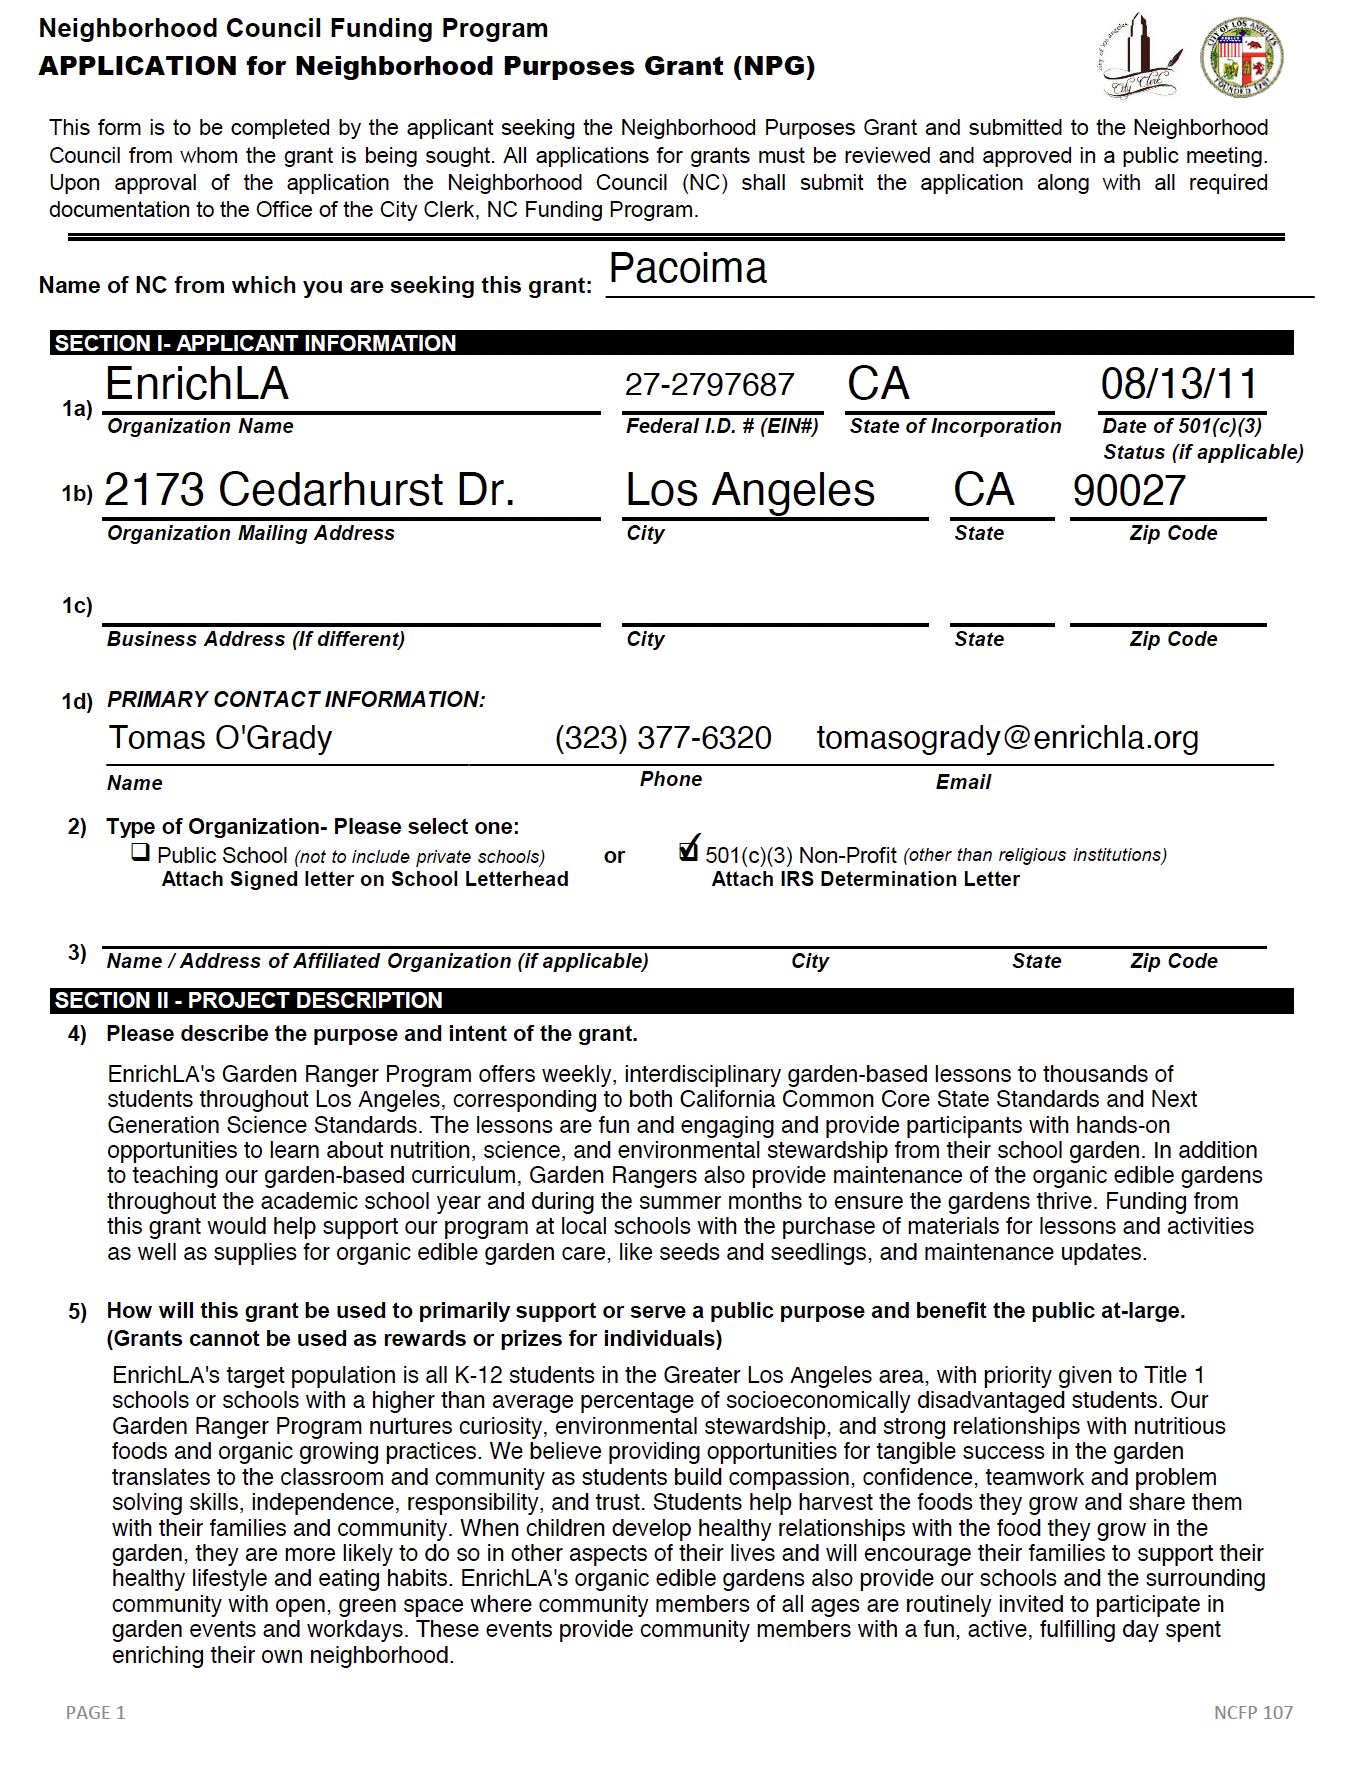 Neighborhood Council Funding Program
APPLICATION for Neighborhood Purposes Grant (NPG)
City Clerk
CITY OF LOS ANGELES
FOUNDED 1781
This form is to be completed by the applicant seeking the Neighborhood Purposes Grant and submitted to the Neighborhood
Council from whom the grant is being sought. All applications for grants must be reviewed and approved in a public meeting.
Upon approval of the application the Neighborhood Council (NC) shall submit the application along with all required
documentation to the Office of the City Clerk, NC Funding Program.
Name of NC from which you are seeking this grant: Pacoima
SECTION I- APPLICANT INFORMATION
1a) EnrichLA 27-2797687 CA 08/13/11
Organization Name Federal I.D. # (EIN#) State of Incorporation Date of 501(c)(3)
Status (if applicable)
1b) 2173 Cedarhurst Dr. Los Angeles CA 90027
Organization Mailing Address City State Zip Code
1c)
Business Address (If different) City State Zip Code
1d) PRIMARY CONTACT INFORMATION:
Tomas O'Grady (323) 377-6320 tomasogrady@enrichla.org
Name Phone Email
2) Type of Organization- Please select one:
❑ Public School (not to include private schools) or ✓ 501(c)(3) Non-Profit (other than religious institutions)
Attach Signed letter on School Letterhead Attach IRS Determination Letter
3) Name / Address of Affiliated Organization (if applicable) City State Zip Code
SECTION II - PROJECT DESCRIPTION
4) Please describe the purpose and intent of the grant.
EnrichLA's Garden Ranger Program offers weekly, interdisciplinary garden-based lessons to thousands of
students throughout Los Angeles, corresponding to both California Common Core State Standards and Next
Generation Science Standards. The lessons are fun and engaging and provide participants with hands-on
opportunities to learn about nutrition, science, and environmental stewardship from their school garden. In addition
to teaching our garden-based curriculum, Garden Rangers also provide maintenance of the organic edible gardens
throughout the academic school year and during the summer months to ensure the gardens thrive. Funding from
this grant would help support our program at local schools with the purchase of materials for lessons and activities
as well as supplies for organic edible garden care, like seeds and seedlings, and maintenance updates.
5) How will this grant be used to primarily support or serve a public purpose and benefit the public at-large.
(Grants cannot be used as rewards or prizes for individuals)
EnrichLA's target population is all K-12 students in the Greater Los Angeles area, with priority given to Title 1
schools or schools with a higher than average percentage of socioeconomically disadvantaged students. Our
Garden Ranger Program nurtures curiosity, environmental stewardship, and strong relationships with nutritious
foods and organic growing practices. We believe providing opportunities for tangible success in the garden
translates to the classroom and community as students build compassion, confidence, teamwork and problem
solving skills, independence, responsibility, and trust. Students help harvest the foods they grow and share them
with their families and community. When children develop healthy relationships with the food they grow in the
garden, they are more likely to do so in other aspects of their lives and will encourage their families to support their
healthy lifestyle and eating habits. EnrichLA's organic edible gardens also provide our schools and the surrounding
community with open, green space where community members of all ages are routinely invited to participate in
garden events and workdays. These events provide community members with a fun, active, fulfilling day spent
enriching their own neighborhood.
PAGE 1 NCFP 107